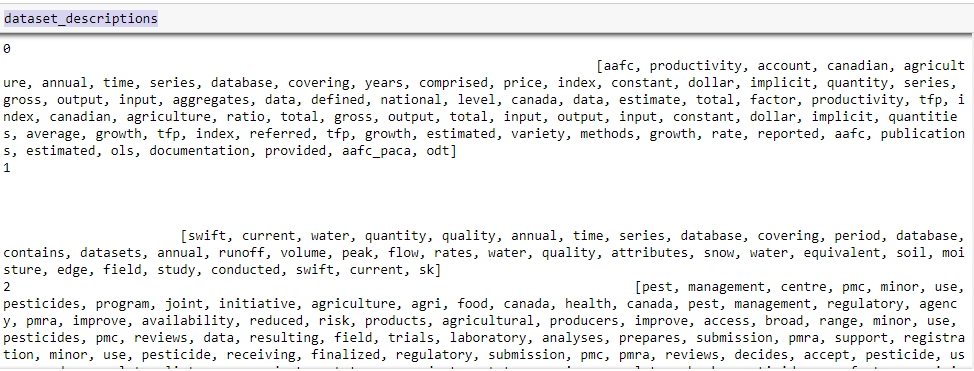 dataset_descriptions
0
[aafc, productivity, account, canadian, agricult
ure, annual, time, series, database, covering, years, comprised, price, index, constant, dollar, implicit, quantity, series,
gross, output, input, aggregates, data, defined, national, level, canada, data, estimate, total, factor, productivity, tfp, i
ndex, canadian, agriculture, ratio, total, gross, output, total, input, output, input, constant, dollar, implicit, quantitie
s, average, growth, tfp, index, referred, tfp, growth, estimated, variety, methods, growth, rate, reported, aafc, publication
s, estimated, ols, documentation, provided, aafc_paca, odt]
1
[swift, current, water, quantity, quality, annual, time, series, database, covering, period, database,
contains, datasets, annual, runoff, volume, peak, flow, rates, water, quality, attributes, snow, water, equivalent, soil, moi
sture, edge, field, study, conducted, swift, current, sk]
2 [pest, management, centre, pmc, minor, use,
pesticides, program, joint, initiative, agriculture, agri, food, canada, health, canada, pest, management, regulatory, agenc
y, pmra, improve, availability, reduced, risk, products, agricultural, producers, improve, access, broad, range, minor, use,
pesticides, pmc, reviews, data, resulting, field, trials, laboratory, analyses, prepares, submission, pmra, support, registra
tion, minor, use, pesticide, receiving, finalized, regulatory, submission, pmc, pmra, reviews, decides, accept, pesticide, us